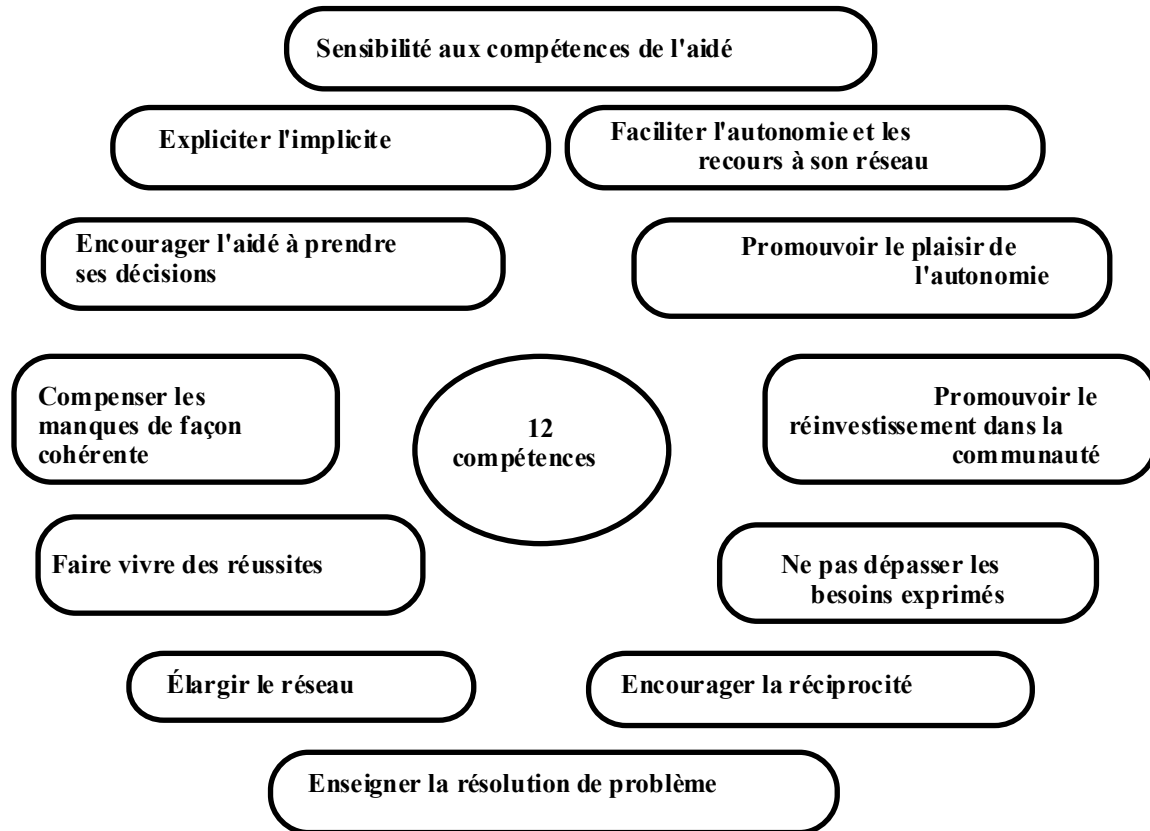 Sensibilité aux compétences de l'aidé
Expliciter l'implicite
Faciliter l'autonomie et les
recours à son réseau
Encourager l'aidé à prendre
ses décisions
Promouvoir le plaisir de
l'autonomie
Compenser les
manques de façon
cohérente
12
compétences
Promouvoir le
réinvestissement dans la
communauté
Faire vivre des réussites
Ne pas dépasser les
besoins exprimés
Élargir le réseau
Encourager la réciprocité
Enseigner la résolution de problème